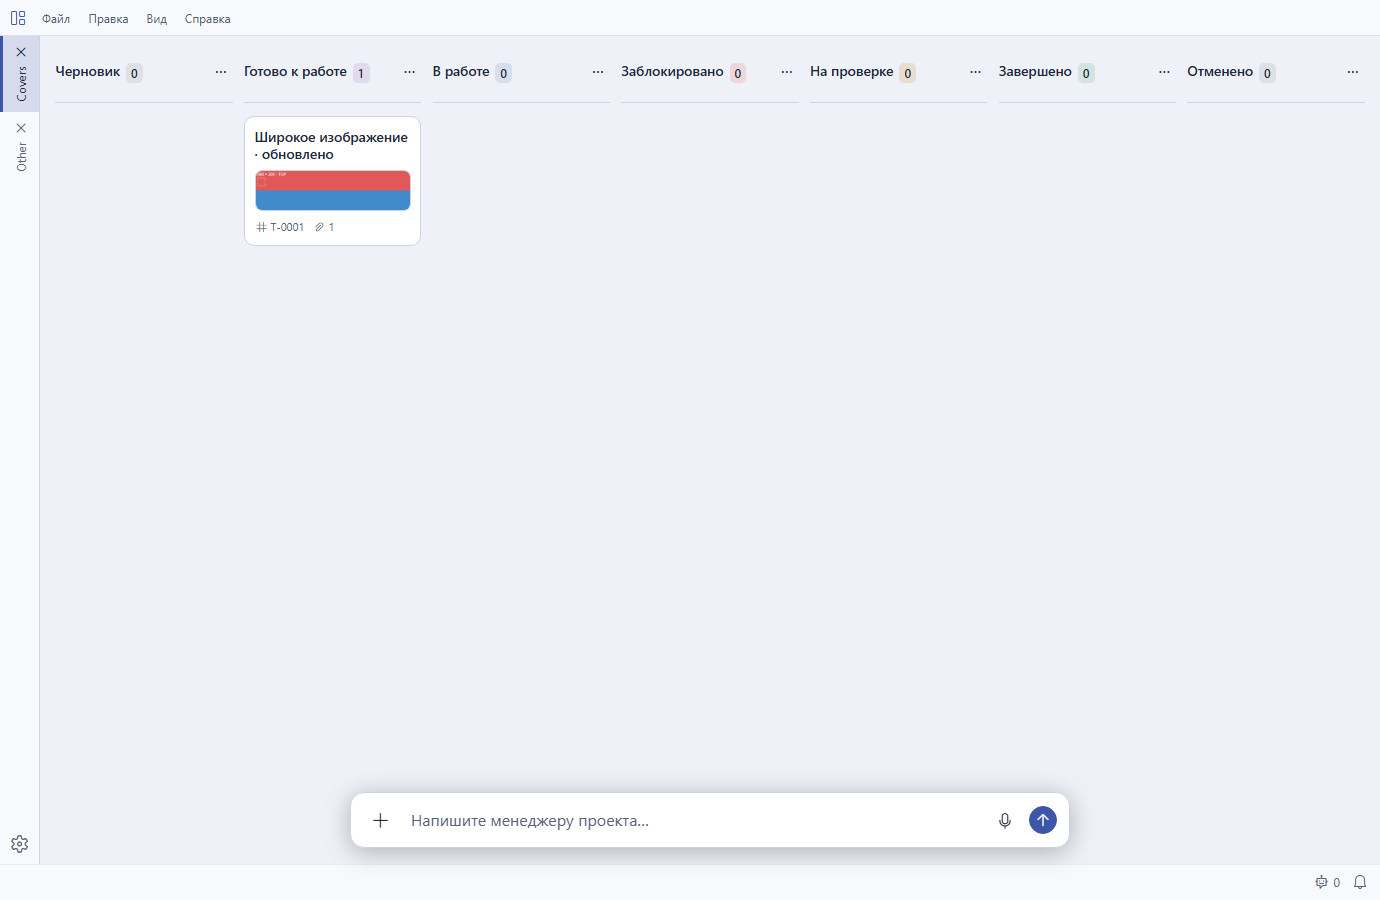 Файл Правка Вид Справка
Covers
Other
Черновик 0
Готово к работе 1
В работе 0
Заблокировано 0
На проверке 0
Завершено 0
Отменено 0
Широкое изображение
· обновлено
T-0001 1
Напишите менеджеру проекта...
0